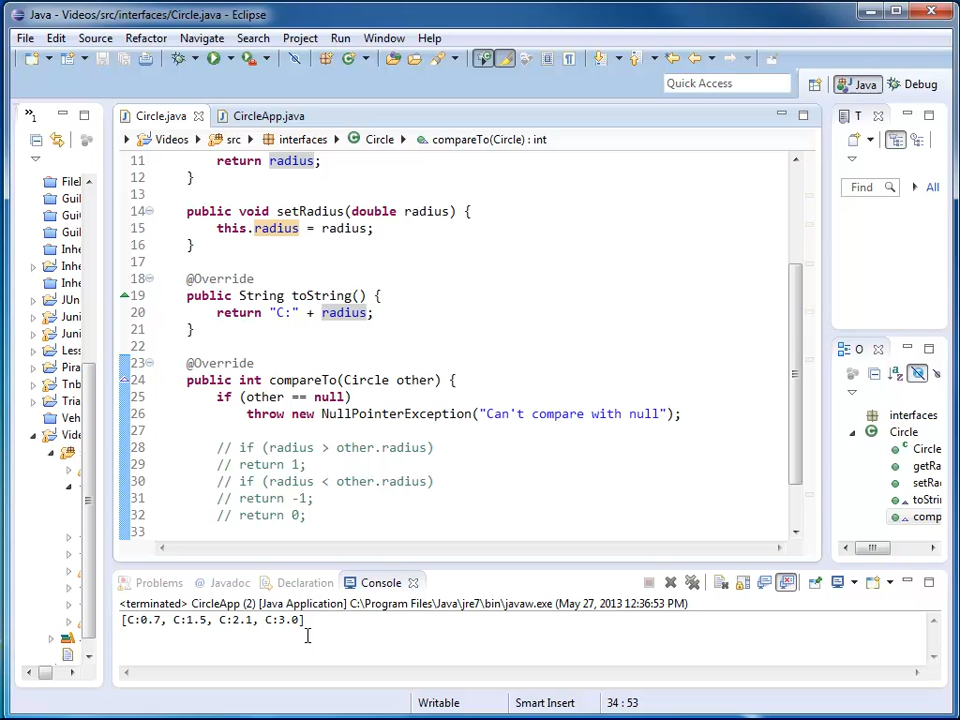 Java - Videos/src/interfaces/Circle.java - Eclipse
File Edit Source Refactor Navigate Search Project Run Window Help
Quick Access
Java
Debug
»1
Circle.java
CircleApp.java
T
Videos src interfaces Circle compareTo(Circle) : int
Find
All
Filel
Guil
Gui
Guil
Inhe
Inhe
Inhe
JUn
Juni
Juni
Less
Pira
Tnb
Tria
Veh
Vide
11 return radius;
12 }
13
14 public void setRadius(double radius) {
15 this.radius = radius;
16 }
17
18 @Override
19 public String toString() {
20 return "C:" + radius;
21 }
22
23 @Override
24 public int compareTo(Circle other) {
25 if (other == null)
26 throw new NullPointerException("Can't compare with null");
27
28 // if (radius > other.radius)
29 // return 1;
30 // if (radius < other.radius)
31 // return -1;
32 // return 0;
33
O
interfaces
Circle
Circle
getRa
setRa
toStrin
comp
Problems Javadoc Declaration Console
<terminated> CircleApp (2) [Java Application] C:\Program Files\Java\jre7\bin\javaw.exe (May 27, 2013 12:36:53 PM)
[C:0.7, C:1.5, C:2.1, C:3.0]
Writable Smart Insert 34 : 53